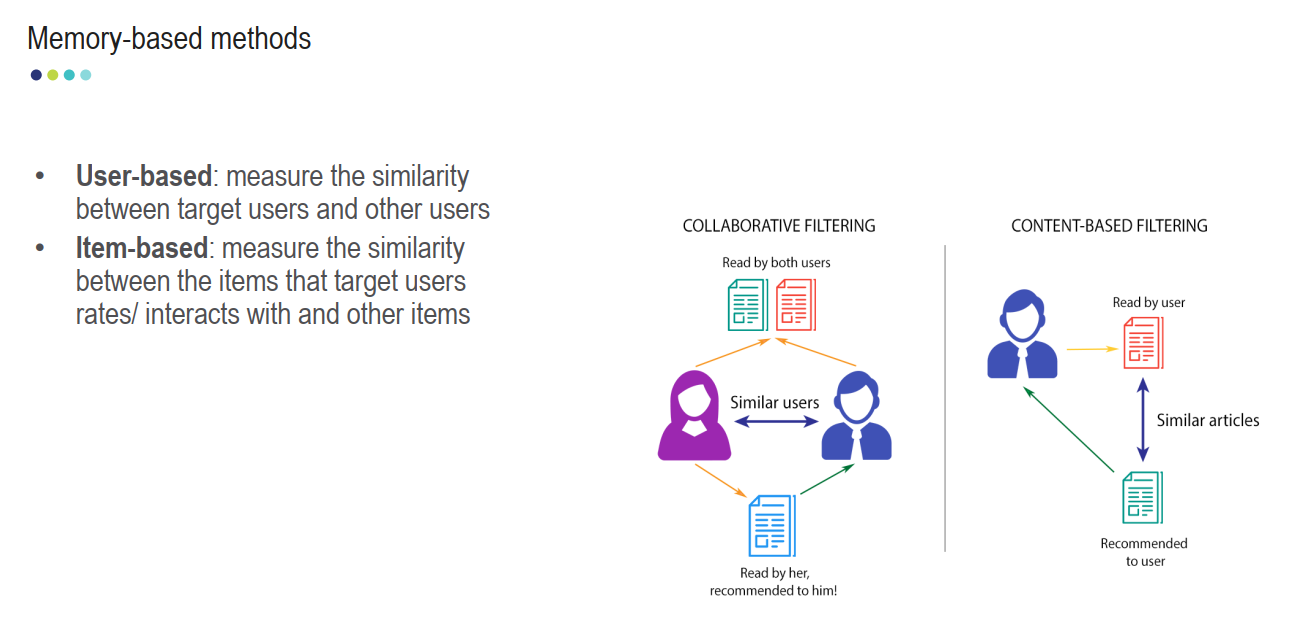 Memory-based methods
• User-based: measure the similarity
between target users and other users
• Item-based: measure the similarity
between the items that target users
rates/ interacts with and other items
COLLABORATIVE FILTERING
Read by both users
Similar users
Read by her,
recommended to him!
CONTENT-BASED FILTERING
Read by user
Similar articles
Recommended
to user